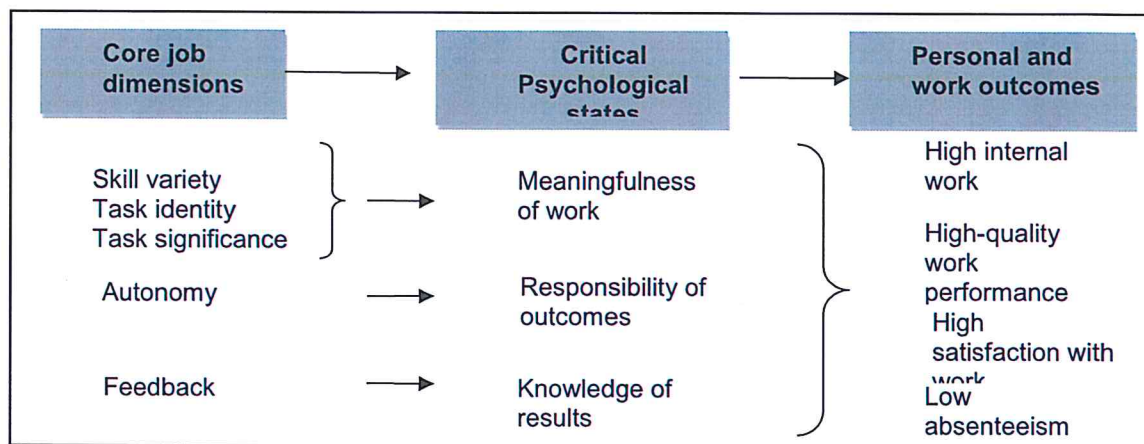 Core job
dimensions
Critical
Psychological
states
Personal and
work outcomes
Skill variety
Task identity
Task significance
Meaningfulness
of work
High internal
work
Autonomy
Responsibility of
outcomes
High-quality
work
performance
High
satisfaction with
work
Feedback
Knowledge of
results
Low
absenteeism